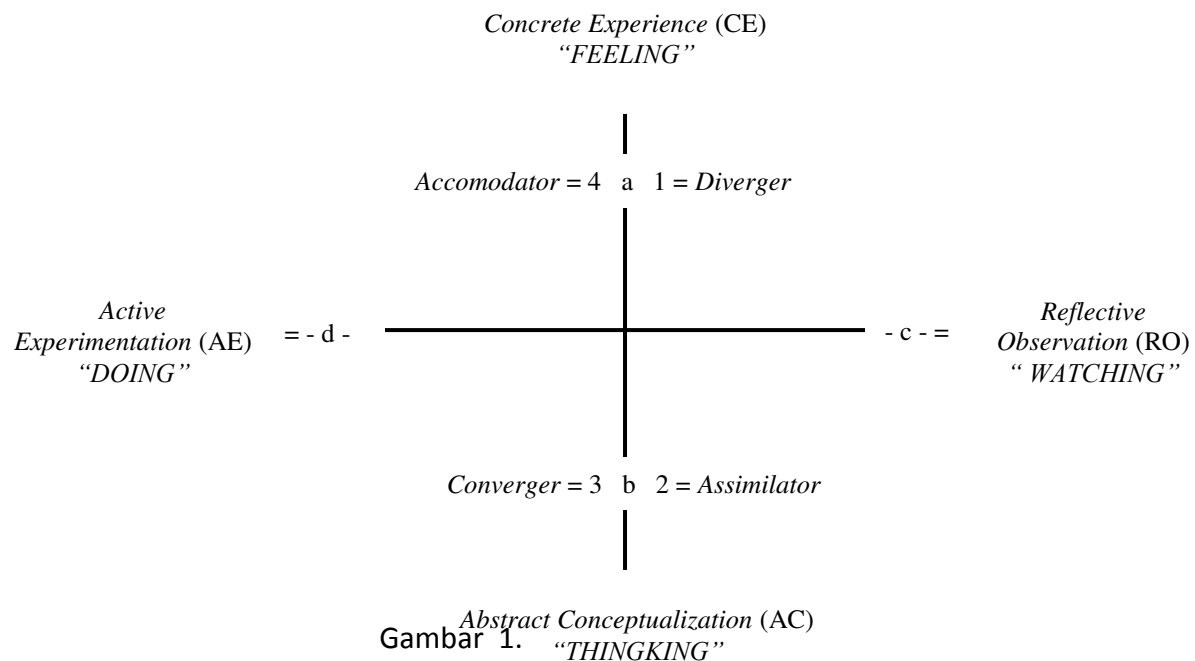 Concrete Experience (CE)
“FEELING”
Accomodator = 4 a 1 = Diverger
Active
Experimentation (AE)
“DOING”
= - d -
- c - =
Reflective
Observation (RO)
“ WATCHING”
Converger = 3 b 2 = Assimilator
Abstract Conceptualization (AC)
“THINGKING”
Gambar 1.